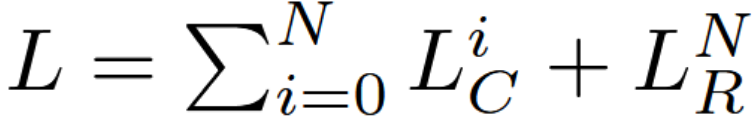 L = \sum_{i=0}^{N} L_C^i + L_R^N